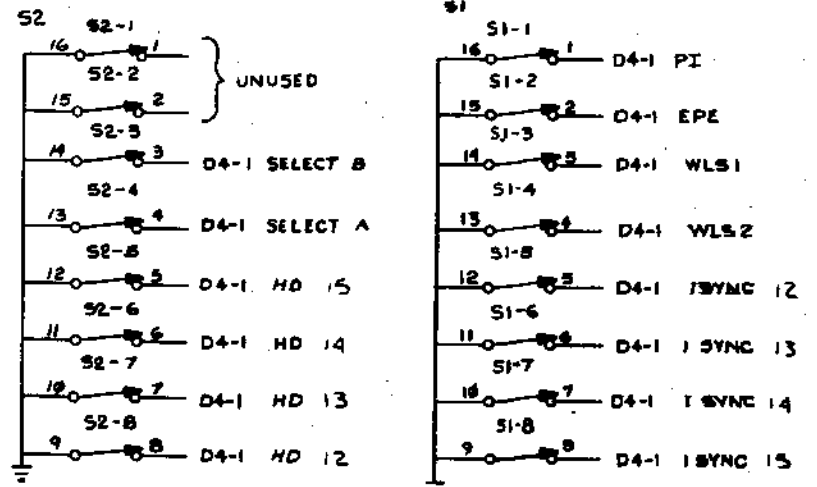 S2
S2-1
16 1
S2-2
UNUSED
15 2
S2-3
14 3 D4-1 SELECT B
S2-4
13 4 D4-1 SELECT A
S2-5
12 5 D4-1 HD 15
S2-6
11 6 D4-1 HD 14
S2-7
10 7 D4-1 HD 13
S2-8
9 8 D4-1 HD 12
S1
S1-1
16 1 D4-1 PI
S1-2
15 2 D4-1 EPE
S1-3
14 3 D4-1 WLS1
S1-4
13 4 D4-1 WLS2
S1-5
12 5 D4-1 ISYNC 12
S1-6
11 6 D4-1 I SYNC 13
S1-7
10 7 D4-1 I SYNC 14
S1-8
9 8 D4-1 I SYNC 15